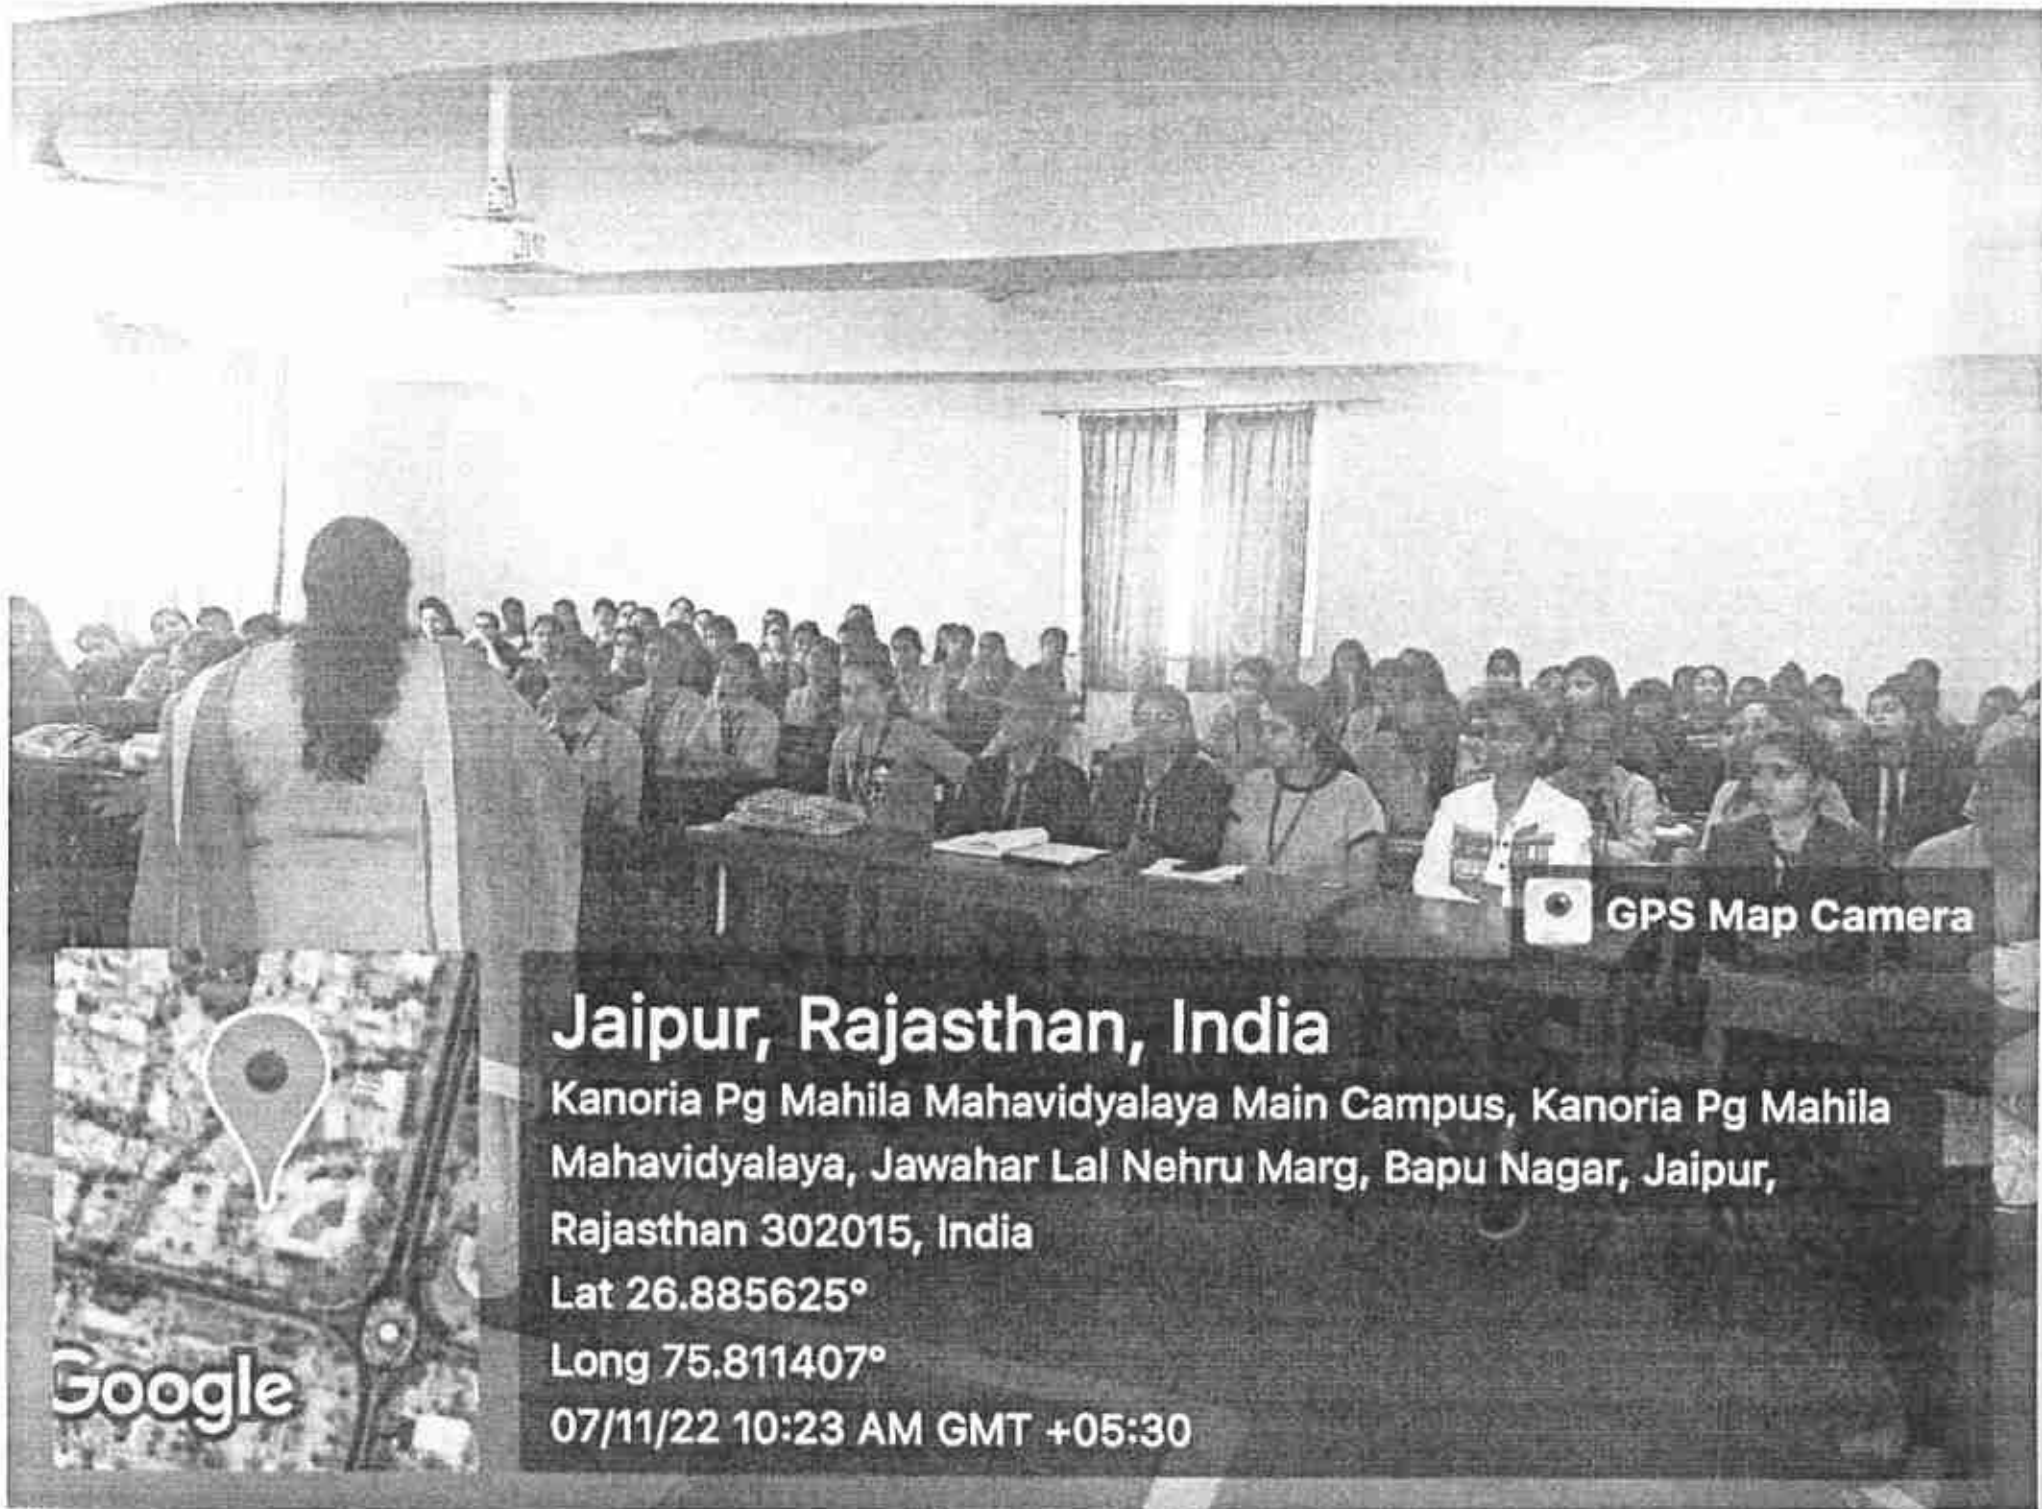 GPS Map Camera
Jaipur, Rajasthan, India
Kanoria Pg Mahila Mahavidyalaya Main Campus, Kanoria Pg Mahila
Mahavidyalaya, Jawahar Lal Nehru Marg, Bapu Nagar, Jaipur,
Rajasthan 302015, India
Lat 26.885625°
Long 75.811407°
07/11/22 10:23 AM GMT +05:30
Google